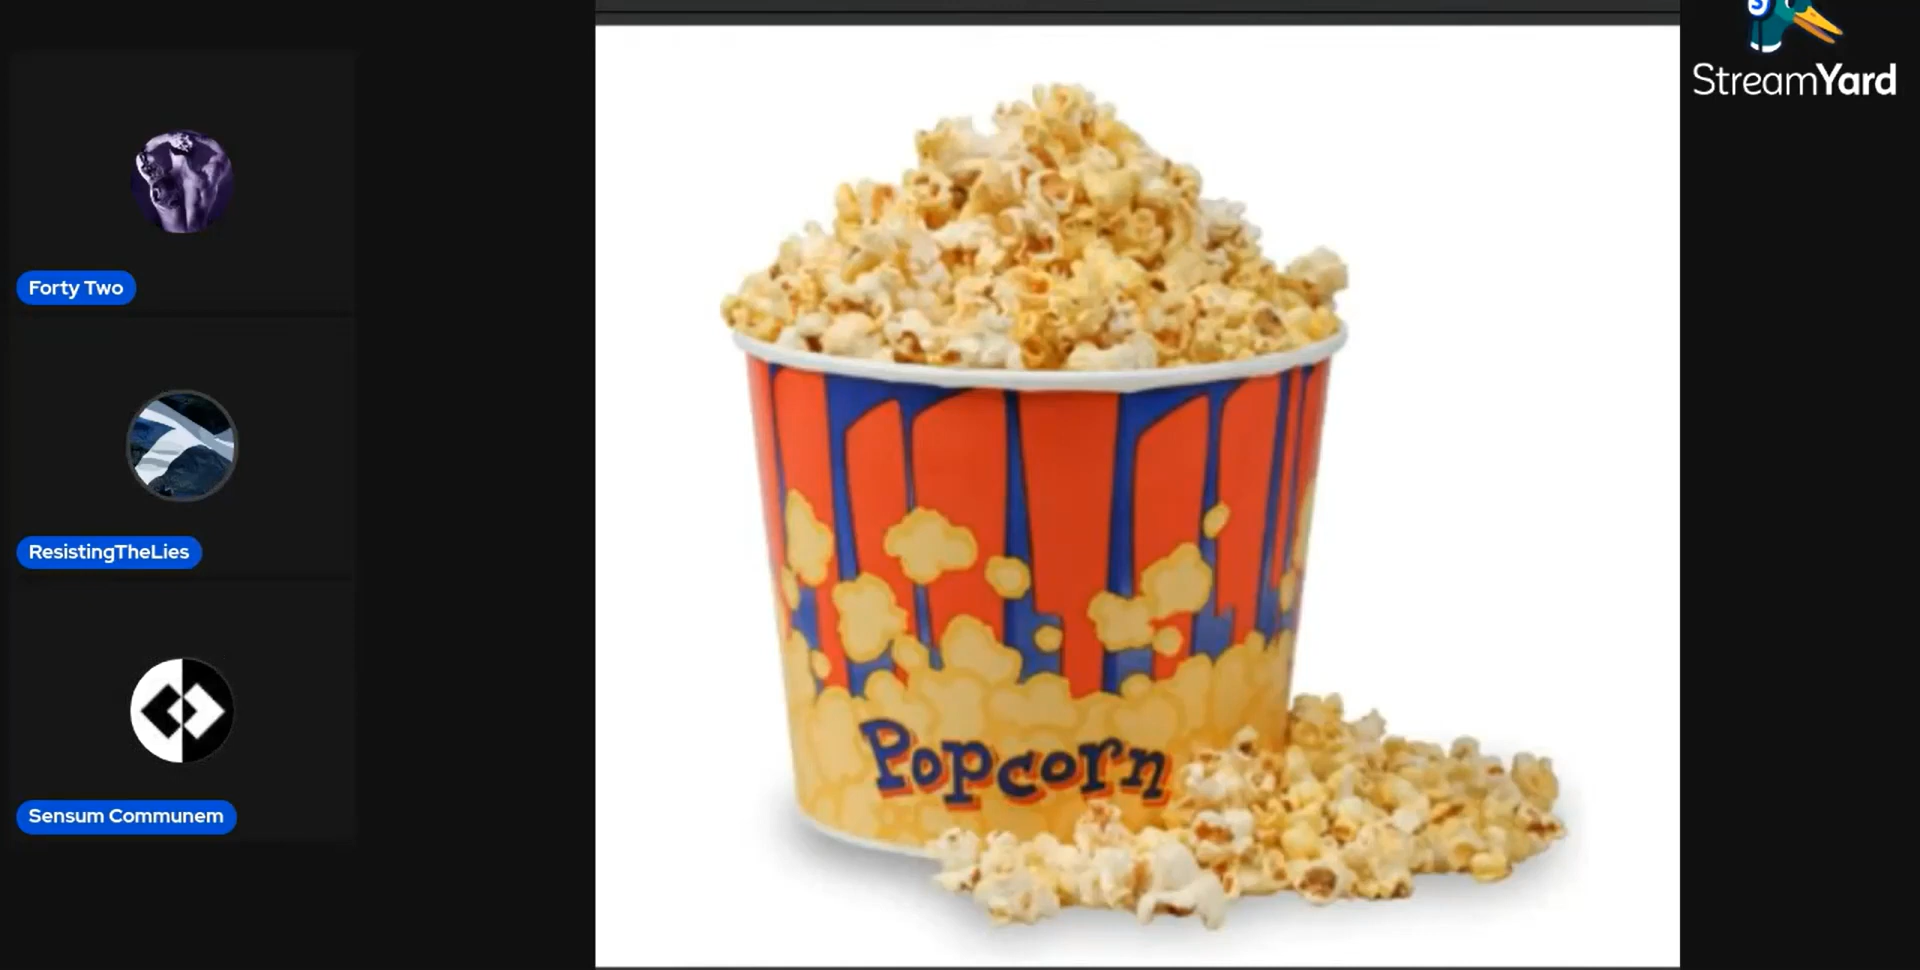 Forty Two
ResistingTheLies
Sensum Communem
Popcorn
StreamYard